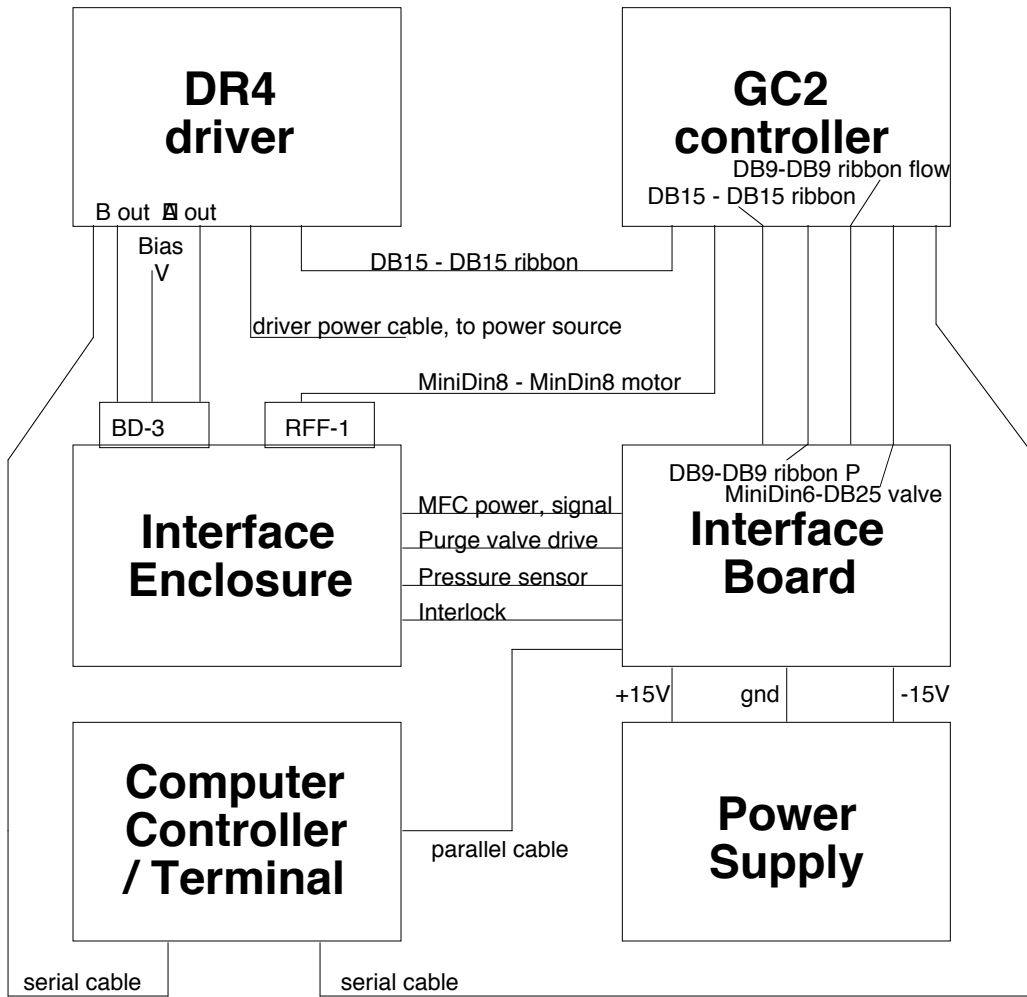 DR4
driver
GC2
controller
DB9-DB9 ribbon flow
DB15 - DB15 ribbon
B out
out
Bias
V
DB15 - DB15 ribbon
driver power cable, to power source
MiniDin8 - MinDin8 motor
BD-3
RFF-1
DB9-DB9 ribbon P
MiniDin6-DB25 valve
Interface
Enclosure
MFC power, signal
Purge valve drive
Pressure sensor
Interlock
Interface
Board
+15V
gnd
-15V
Computer
Controller
/ Terminal
parallel cable
Power
Supply
serial cable
serial cable